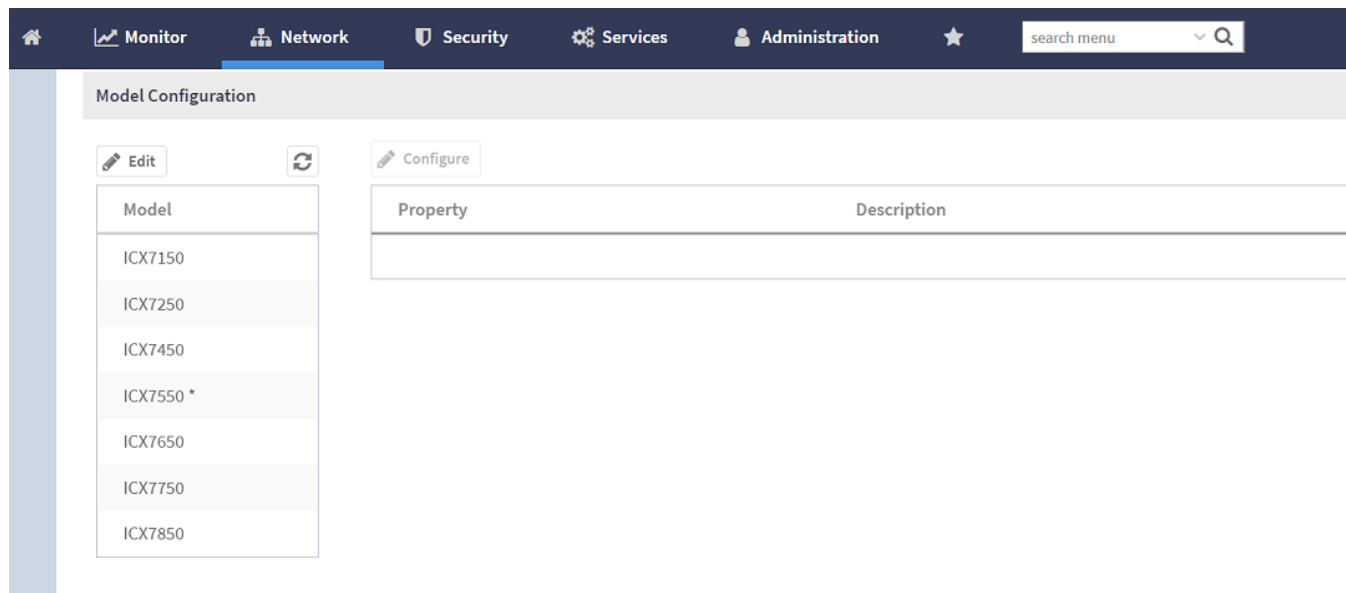 Monitor Network Security Services Administration search menu
Model Configuration
Edit Configure
Model Property Description
ICX7150
ICX7250
ICX7450
ICX7550 *
ICX7650
ICX7750
ICX7850